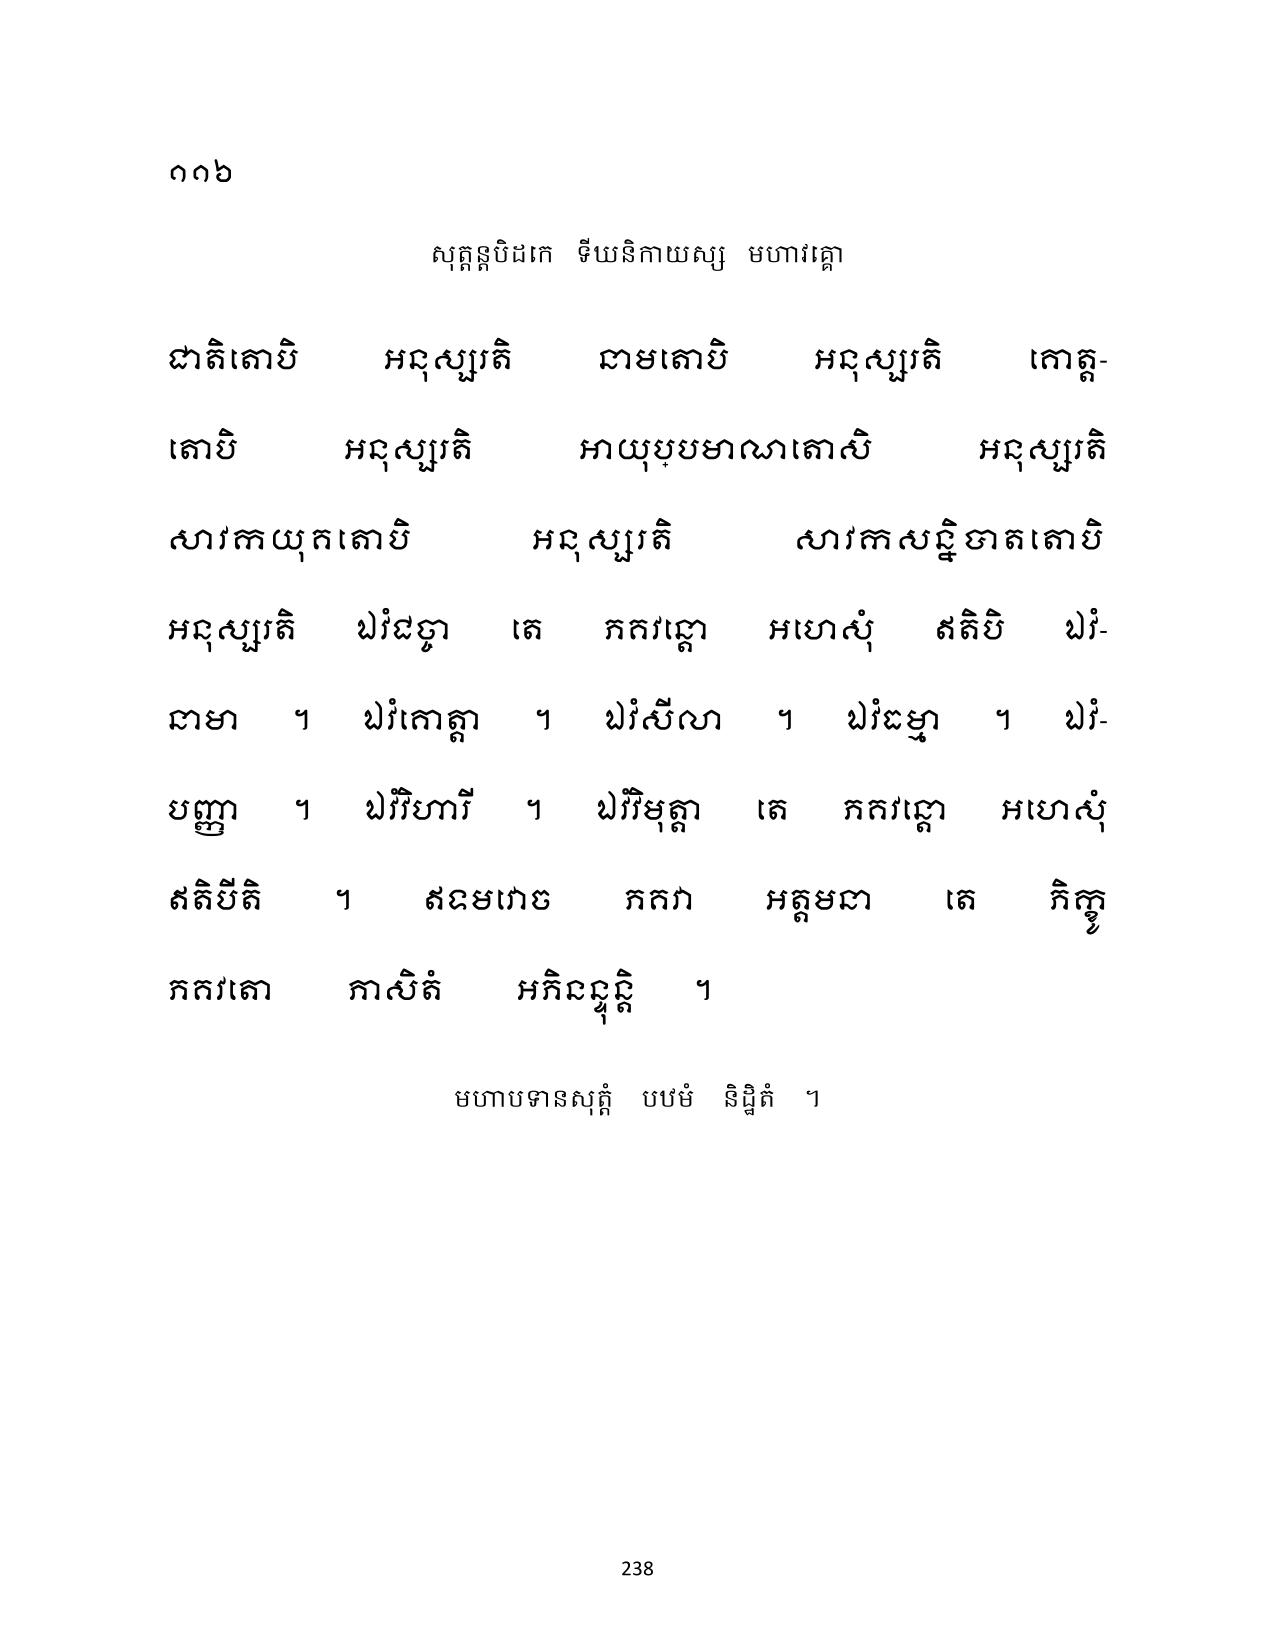 ១១៦
សុត្តន្តបិដកេ ទីឃនិកាយស្ស មហាវគ្គោ
ជាតិតោបិ អនុស្សរតិ នាមតោបិ អនុស្សរតិ គោត្ត-
តោបិ អនុស្សរតិ អាយុប្បមាណតោសិ អនុស្សរតិ
សាវកយុគតោបិ អនុស្សរតិ សាវកសន្និបាតតោបិ
អនុស្សរតិ ឯវំជច្ចា តេ ភគវន្តោ អហេសុំ ឥតិបិ ឯវំ-
នាមា ។ ឯវំគោត្តា ។ ឯវំសីលា ។ ឯវំធម្មា ។ ឯវំ-
បញ្ញា ។ ឯវំវិហារី ។ ឯវំវិមុត្តា តេ ភគវន្តោ អហេសុំ
ឥតិបីតិ ។ ឥទមវោច ភគវា អត្តមនា តេ ភិក្ខូ
ភគវតោ ភាសិតំ អភិនន្ទុន្តិ ។
មហាបទានសុត្តំ បឋមំ និដ្ឋិតំ ។
238